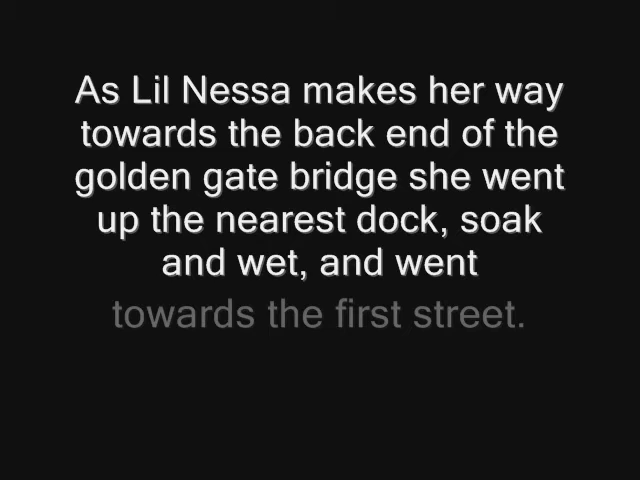 As Lil Nessa makes her way
towards the back end of the
golden gate bridge she went
up the nearest dock, soak
and wet, and went
towards the first street.